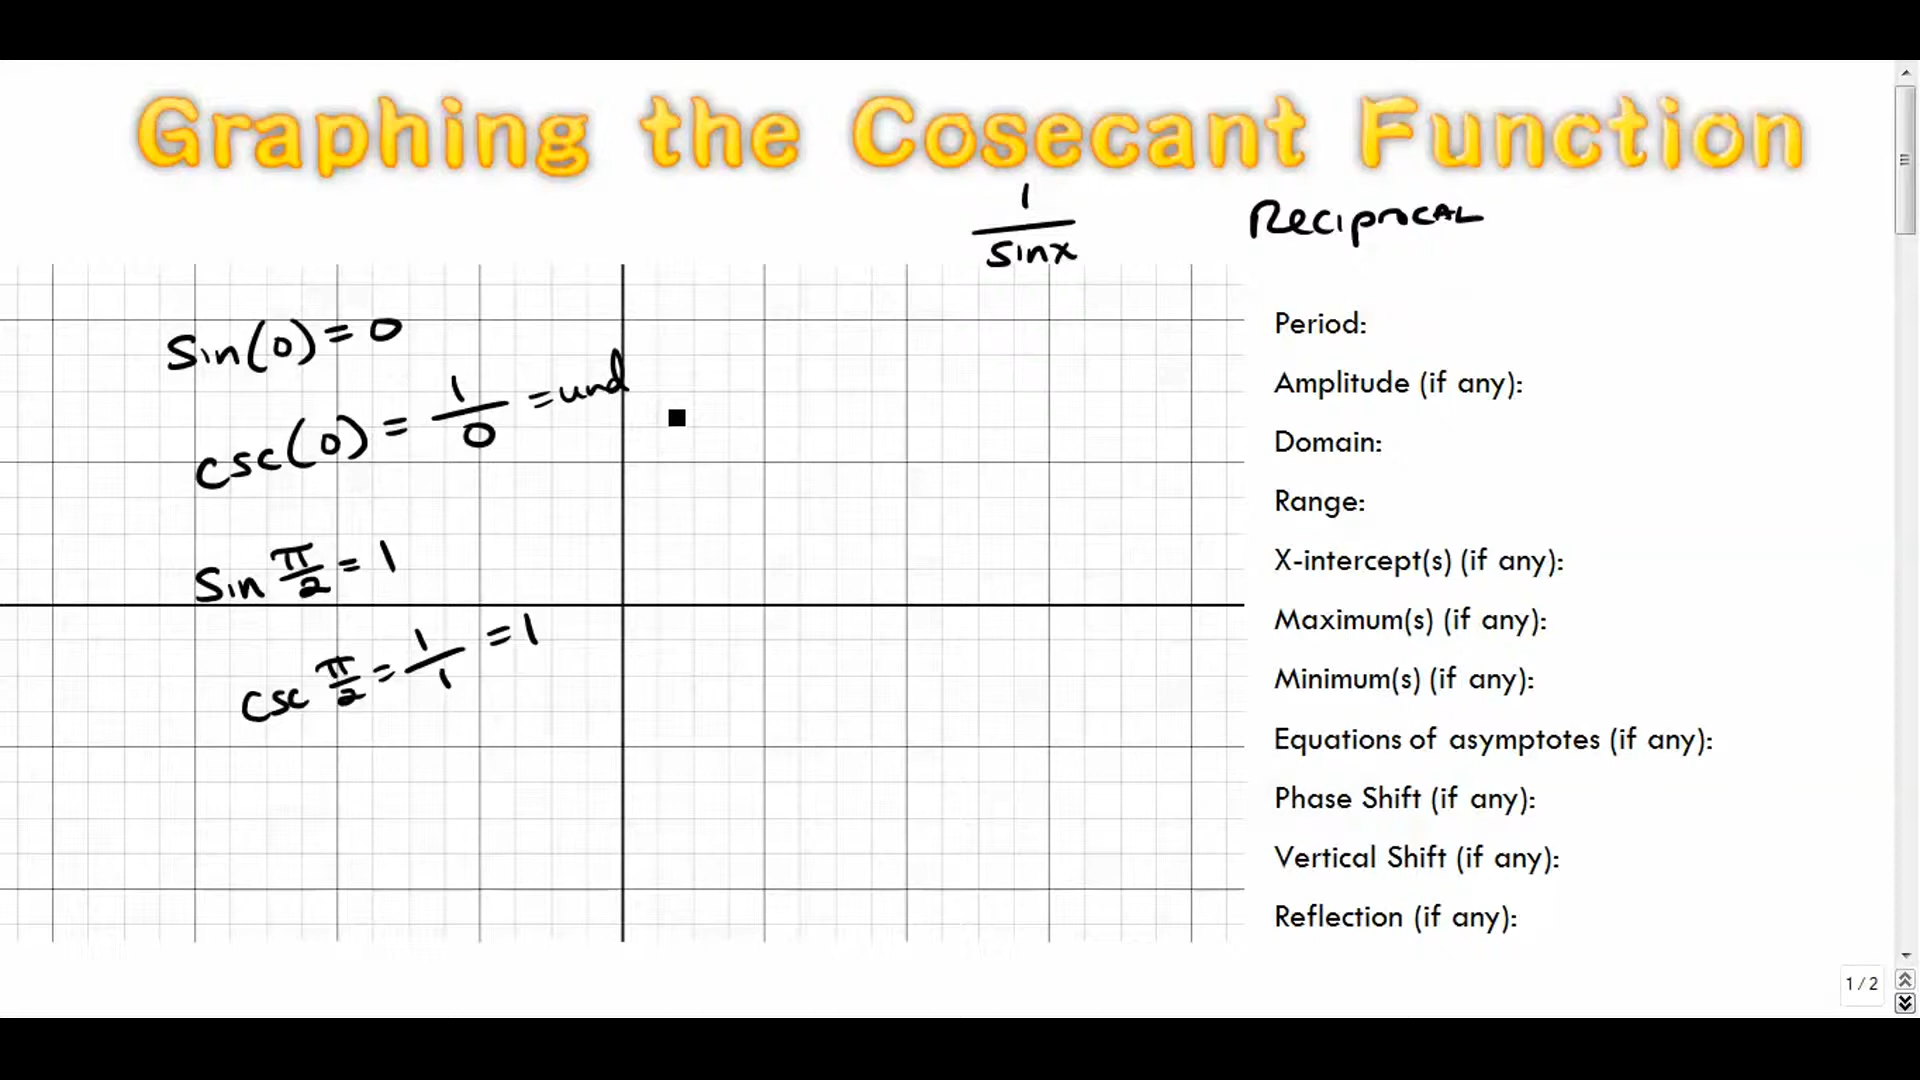 Graphing the Cosecant Function
1/sinx Reciprocal
sin(0) = 0
csc(0) = 1/0 = und
sin π/2 = 1
csc π/2 = 1/1 = 1
Period:
Amplitude (if any):
Domain:
Range:
X-intercept(s) (if any):
Maximum(s) (if any):
Minimum(s) (if any):
Equations of asymptotes (if any):
Phase Shift (if any):
Vertical Shift (if any):
Reflection (if any):
1/2